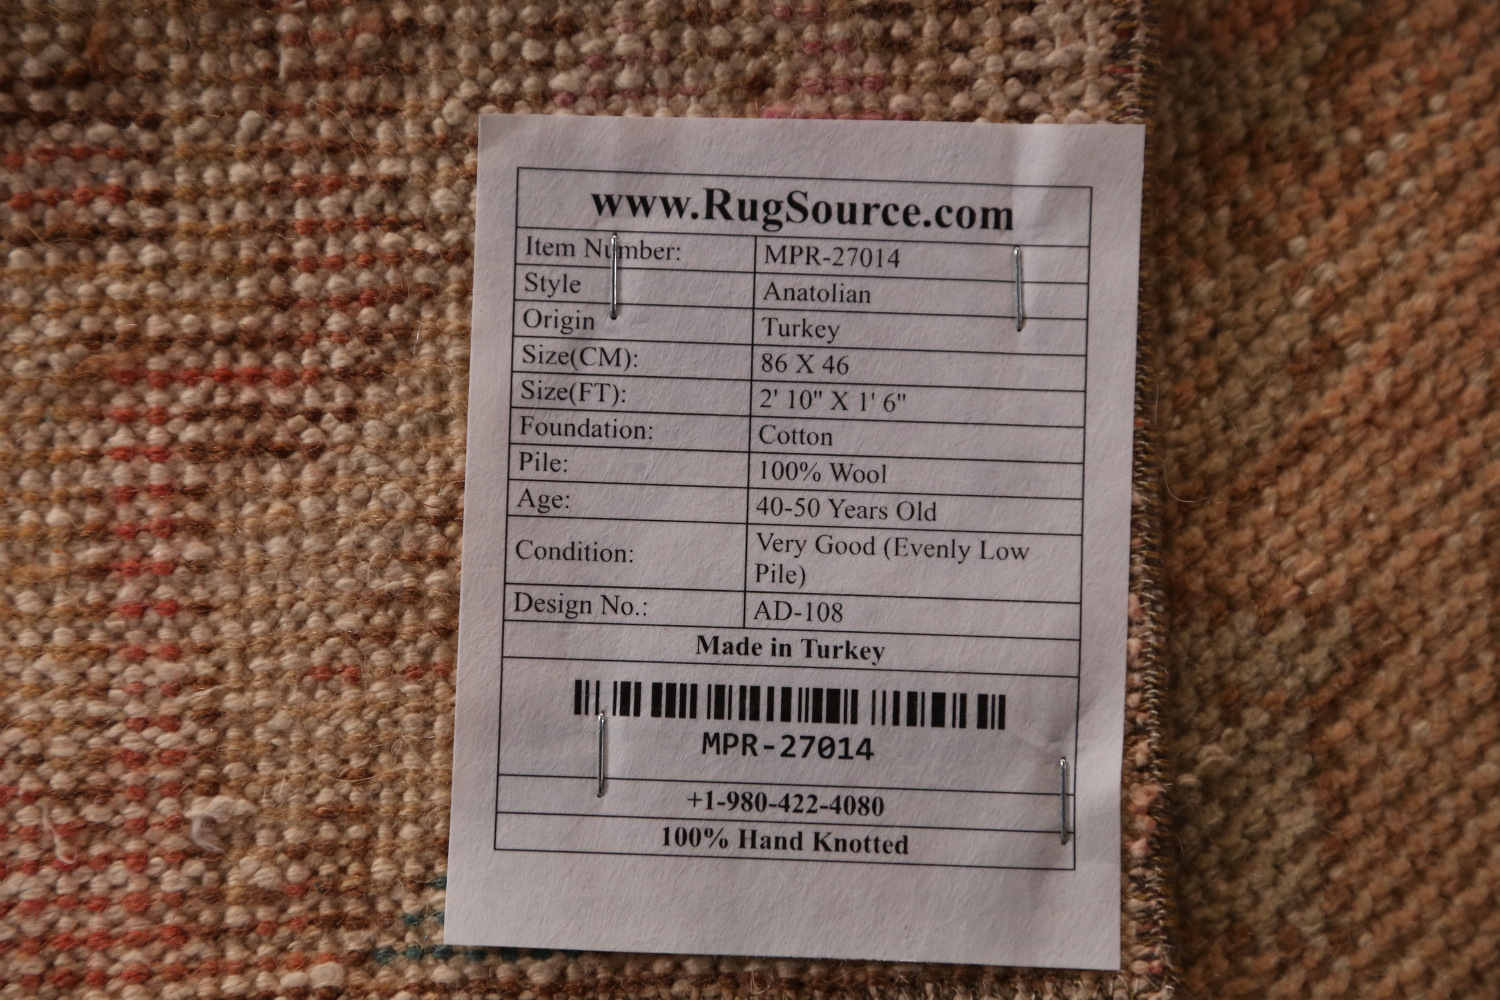 www.RugSource.com
Item Number: MPR-27014
Style Anatolian
Origin Turkey
Size(CM): 86 X 46
Size(FT): 2' 10" X 1' 6"
Foundation: Cotton
Pile: 100% Wool
Age: 40-50 Years Old
Condition: Very Good (Evenly Low
Pile)
Design No.: AD-108
Made in Turkey
MPR-27014
+1-980-422-4080
100% Hand Knotted